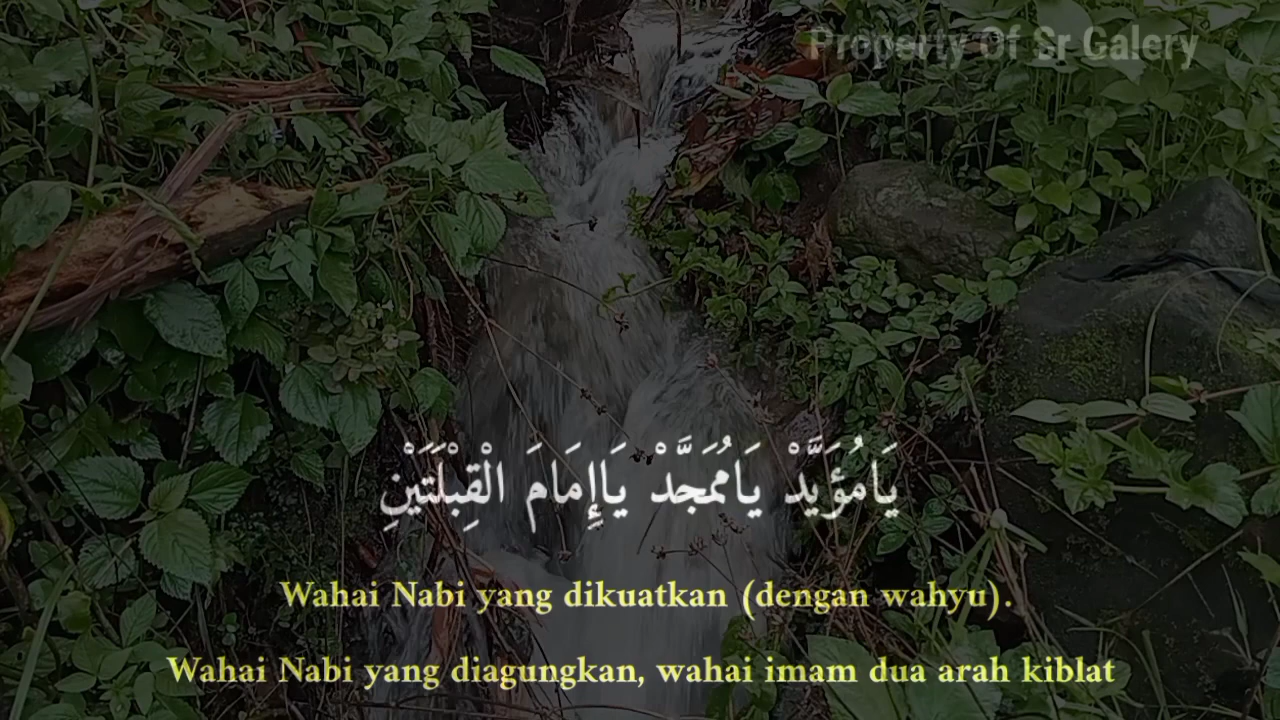 Property Of Sr Galery
يَامُؤَيَّدْ يَامُمَجَّدْ يَاإِمَامَ الْقِبْلَتَيْنِ
Wahai Nabi yang dikuatkan (dengan wahyu).
Wahai Nabi yang diagungkan, wahai imam dua arah kiblat